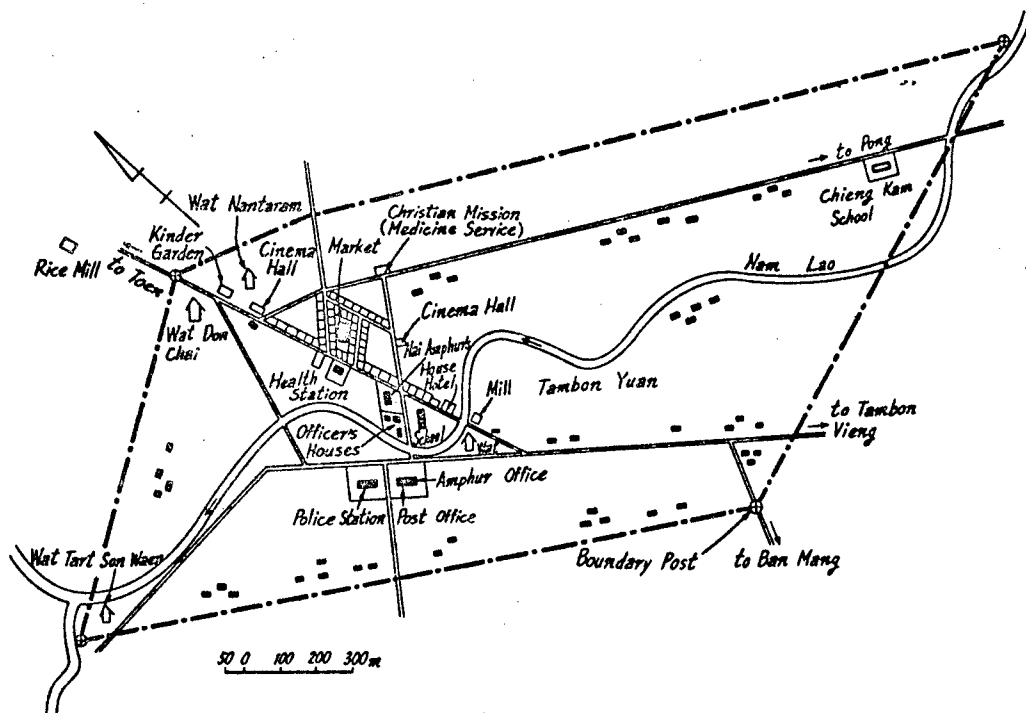 to Pong
Chieng Kam
School
Wat Nantaram
Kinder
Garden
Cinema
Hall
Market
Christian Mission
(Medicine Service)
Rice Mill
to Toen
Nam Lao
Wat Don
Chai
Cinema Hall
Nai Amphur's
House
Hotel
Health
Station
Mill
Tambon Yuan
to Tambon
Vieng
Officer's
Houses
School
Wat
Amphur Office
Police Station
Post Office
Wat Tart Son Waen
Boundary Post
to Ban Mang
50 0 100 200 300m